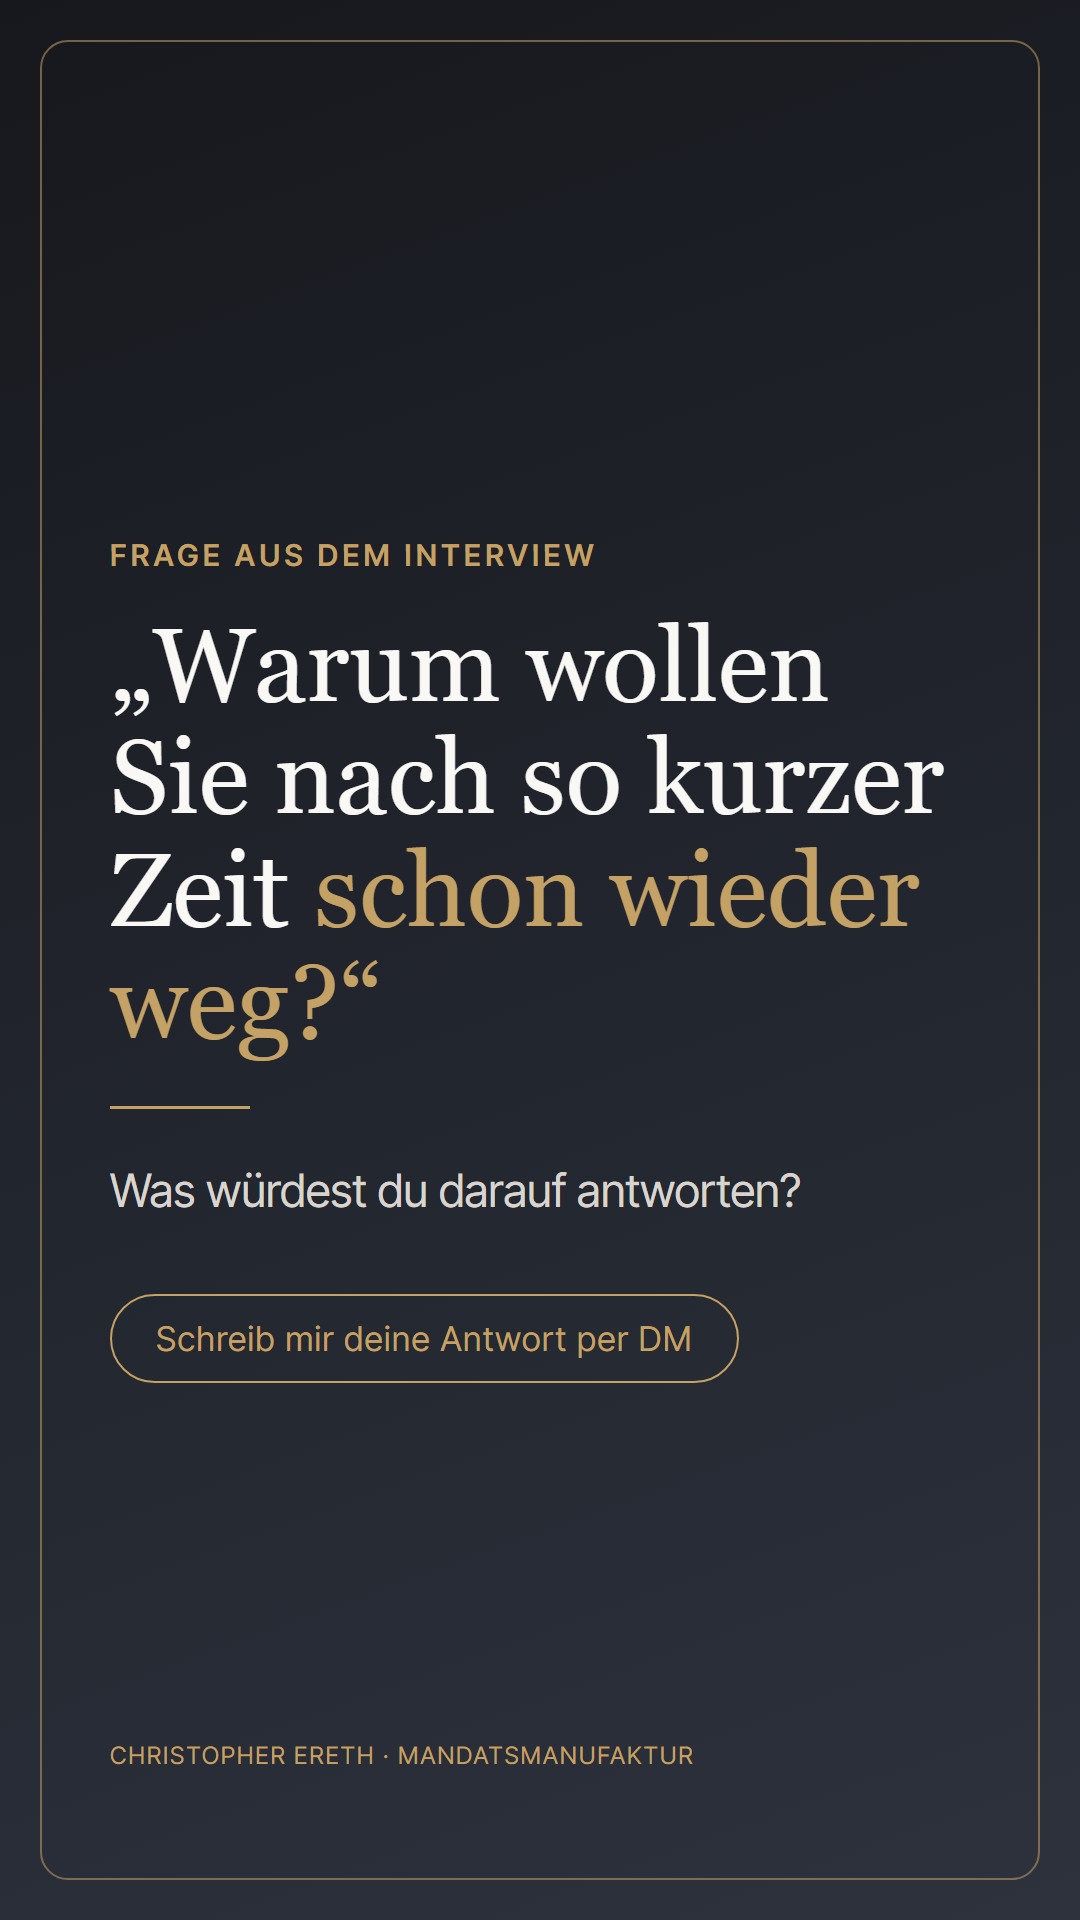 FRAGE AUS DEM INTERVIEW
„Warum wollen
Sie nach so kurzer
Zeit schon wieder
weg?“
Was würdest du darauf antworten?
Schreib mir deine Antwort per DM
CHRISTOPHER ERETH · MANDATSMANUFAKTUR